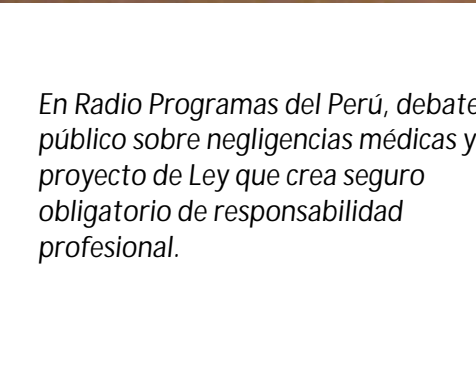 En Radio Programas del Perú, debate
público sobre negligencias médicas y
proyecto de Ley que crea seguro
obligatorio de responsabilidad
profesional.